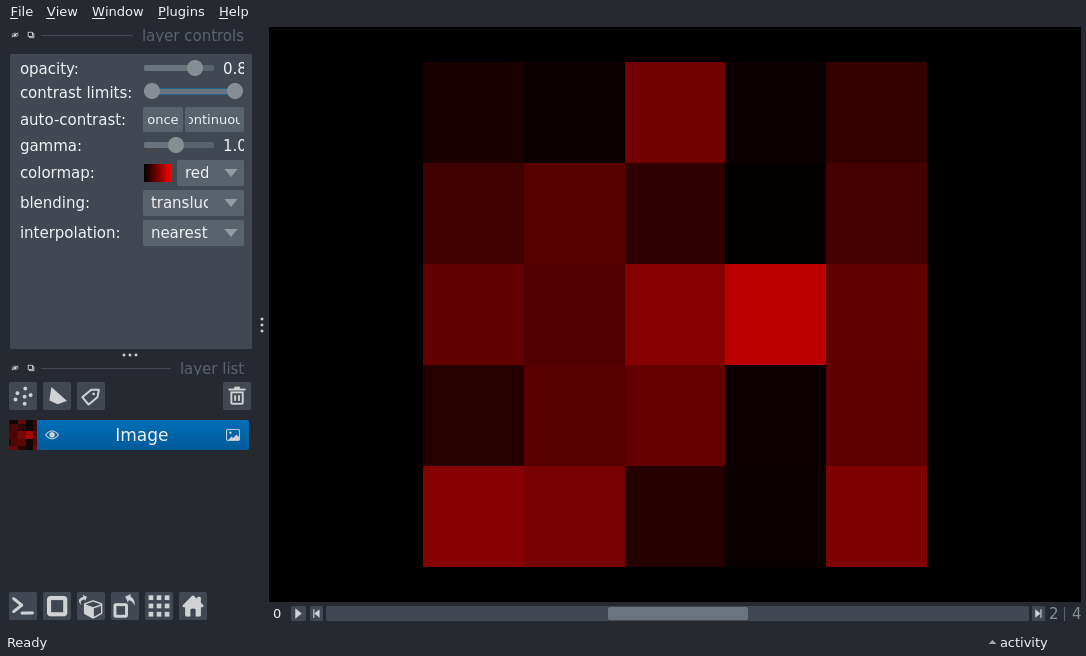 File View Window Plugins Help
layer controls
opacity: 0.8
contrast limits:
auto-contrast: once ontinuou
gamma: 1.0
colormap: red
blending: transluc
interpolation: nearest
layer list
Image
0 2 | 4
Ready activity